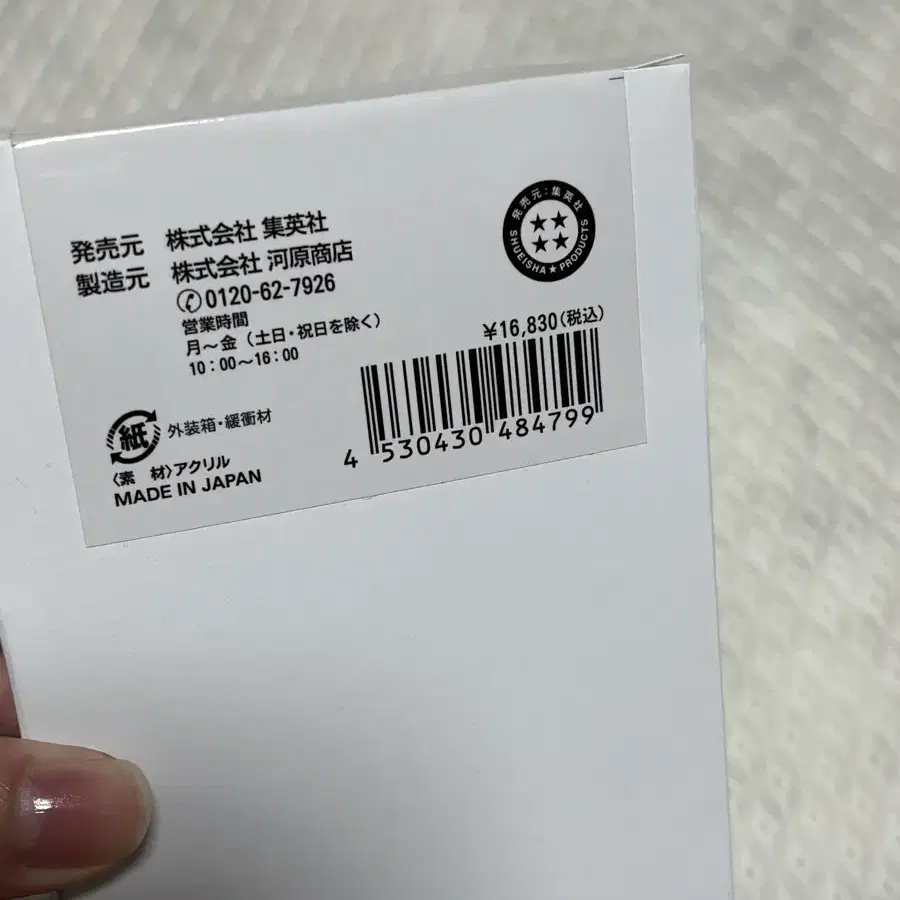 発売元 株式会社 集英社
製造元 株式会社 河原商店
0120-62-7926
営業時間
月～金（土日・祝日を除く）
10：00～16：00
発売元：集英社
SHUEISHA★PRODUCTS
¥16,830(税込)
4 530430 484799
紙 外装箱・緩衝材
〈素　材〉アクリル
MADE IN JAPAN